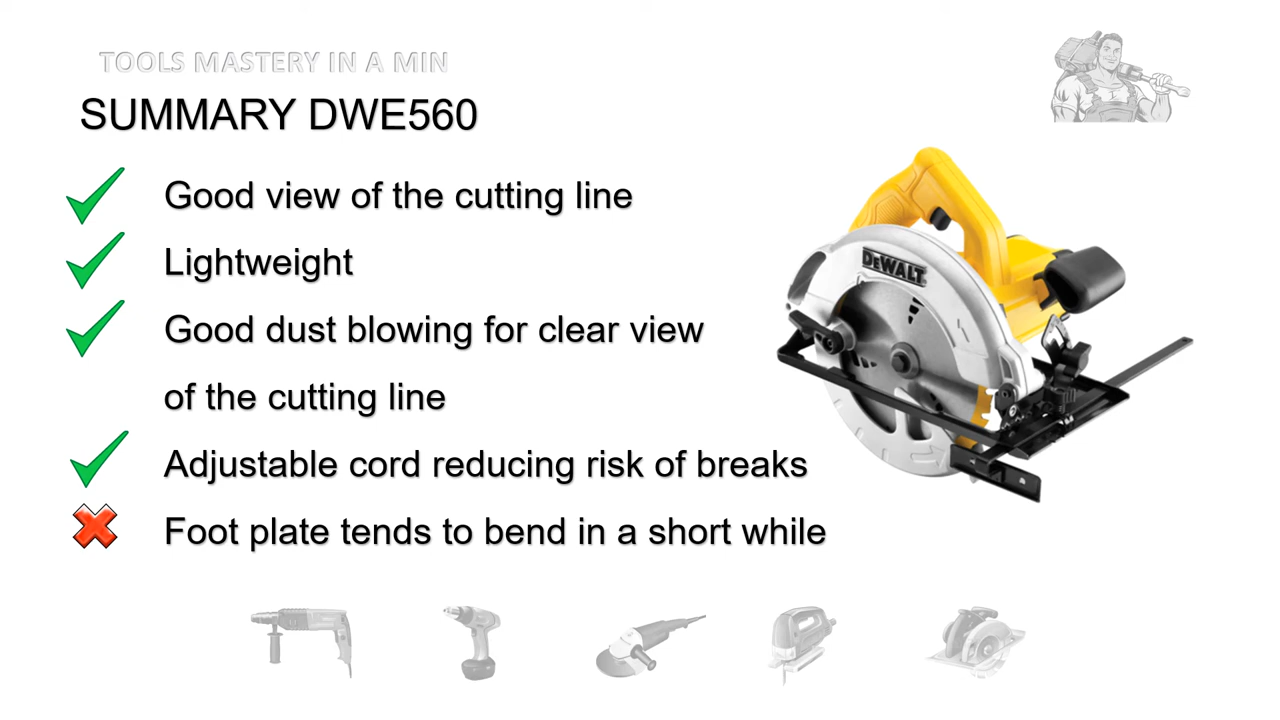 TOOLS MASTERY IN A MIN
SUMMARY DWE560
Good view of the cutting line
Lightweight
Good dust blowing for clear view
of the cutting line
Adjustable cord reducing risk of breaks
Foot plate tends to bend in a short while
DEWALT